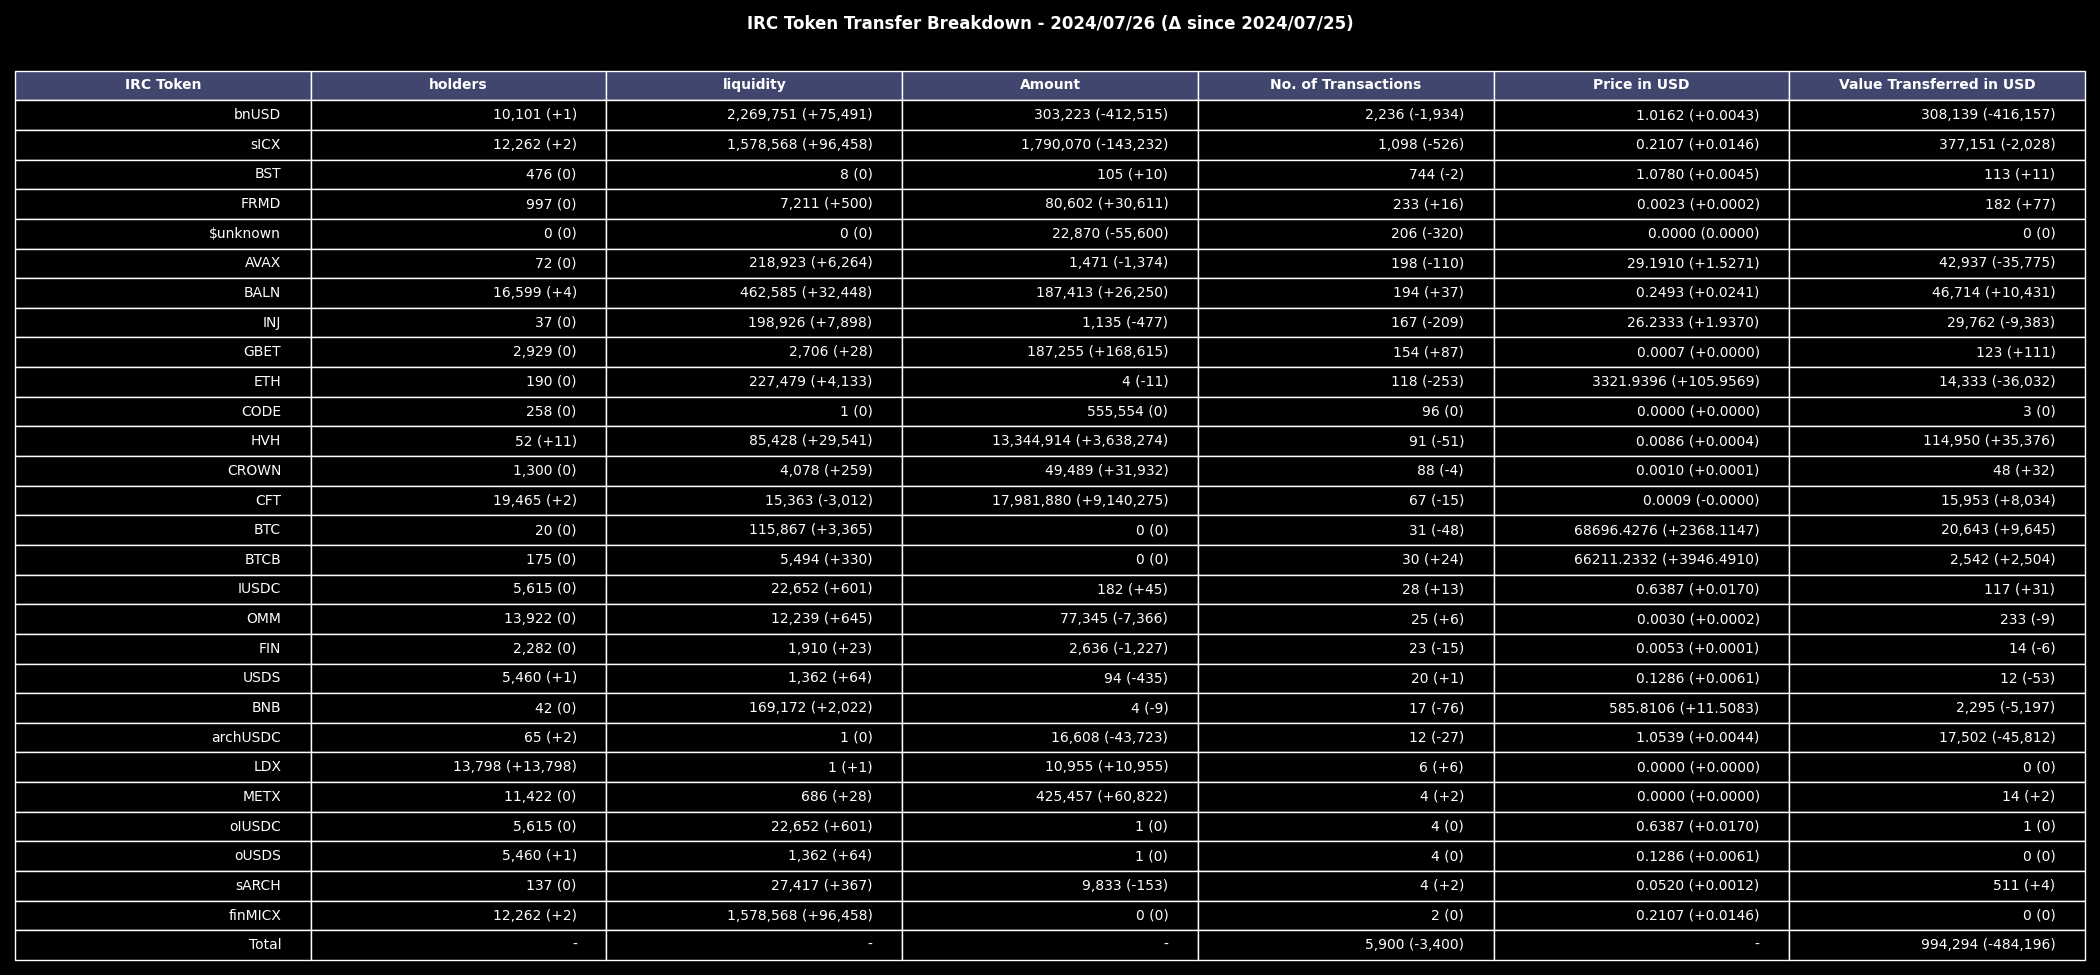 IRC Token Transfer Breakdown - 2024/07/26 (Δ since 2024/07/25)
IRC Token holders liquidity Amount No. of Transactions Price in USD Value Transferred in USD
bnUSD 10,101 (+1) 2,269,751 (+75,491) 303,223 (-412,515) 2,236 (-1,934) 1.0162 (+0.0043) 308,139 (-416,157)
sICX 12,262 (+2) 1,578,568 (+96,458) 1,790,070 (-143,232) 1,098 (-526) 0.2107 (+0.0146) 377,151 (-2,028)
BST 476 (0) 8 (0) 105 (+10) 744 (-2) 1.0780 (+0.0045) 113 (+11)
FRMD 997 (0) 7,211 (+500) 80,602 (+30,611) 233 (+16) 0.0023 (+0.0002) 182 (+77)
$unknown 0 (0) 0 (0) 22,870 (-55,600) 206 (-320) 0.0000 (0.0000) 0 (0)
AVAX 72 (0) 218,923 (+6,264) 1,471 (-1,374) 198 (-110) 29.1910 (+1.5271) 42,937 (-35,775)
BALN 16,599 (+4) 462,585 (+32,448) 187,413 (+26,250) 194 (+37) 0.2493 (+0.0241) 46,714 (+10,431)
INJ 37 (0) 198,926 (+7,898) 1,135 (-477) 167 (-209) 26.2333 (+1.9370) 29,762 (-9,383)
GBET 2,929 (0) 2,706 (+28) 187,255 (+168,615) 154 (+87) 0.0007 (+0.0000) 123 (+111)
ETH 190 (0) 227,479 (+4,133) 4 (-11) 118 (-253) 3321.9396 (+105.9569) 14,333 (-36,032)
CODE 258 (0) 1 (0) 555,554 (0) 96 (0) 0.0000 (+0.0000) 3 (0)
HVH 52 (+11) 85,428 (+29,541) 13,344,914 (+3,638,274) 91 (-51) 0.0086 (+0.0004) 114,950 (+35,376)
CROWN 1,300 (0) 4,078 (+259) 49,489 (+31,932) 88 (-4) 0.0010 (+0.0001) 48 (+32)
CFT 19,465 (+2) 15,363 (-3,012) 17,981,880 (+9,140,275) 67 (-15) 0.0009 (-0.0000) 15,953 (+8,034)
BTC 20 (0) 115,867 (+3,365) 0 (0) 31 (-48) 68696.4276 (+2368.1147) 20,643 (+9,645)
BTCB 175 (0) 5,494 (+330) 0 (0) 30 (+24) 66211.2332 (+3946.4910) 2,542 (+2,504)
IUSDC 5,615 (0) 22,652 (+601) 182 (+45) 28 (+13) 0.6387 (+0.0170) 117 (+31)
OMM 13,922 (0) 12,239 (+645) 77,345 (-7,366) 25 (+6) 0.0030 (+0.0002) 233 (-9)
FIN 2,282 (0) 1,910 (+23) 2,636 (-1,227) 23 (-15) 0.0053 (+0.0001) 14 (-6)
USDS 5,460 (+1) 1,362 (+64) 94 (-435) 20 (+1) 0.1286 (+0.0061) 12 (-53)
BNB 42 (0) 169,172 (+2,022) 4 (-9) 17 (-76) 585.8106 (+11.5083) 2,295 (-5,197)
archUSDC 65 (+2) 1 (0) 16,608 (-43,723) 12 (-27) 1.0539 (+0.0044) 17,502 (-45,812)
LDX 13,798 (+13,798) 1 (+1) 10,955 (+10,955) 6 (+6) 0.0000 (+0.0000) 0 (0)
METX 11,422 (0) 686 (+28) 425,457 (+60,822) 4 (+2) 0.0000 (+0.0000) 14 (+2)
oIUSDC 5,615 (0) 22,652 (+601) 1 (0) 4 (0) 0.6387 (+0.0170) 1 (0)
oUSDS 5,460 (+1) 1,362 (+64) 1 (0) 4 (0) 0.1286 (+0.0061) 0 (0)
sARCH 137 (0) 27,417 (+367) 9,833 (-153) 4 (+2) 0.0520 (+0.0012) 511 (+4)
finMICX 12,262 (+2) 1,578,568 (+96,458) 0 (0) 2 (0) 0.2107 (+0.0146) 0 (0)
Total - - - 5,900 (-3,400) - 994,294 (-484,196)